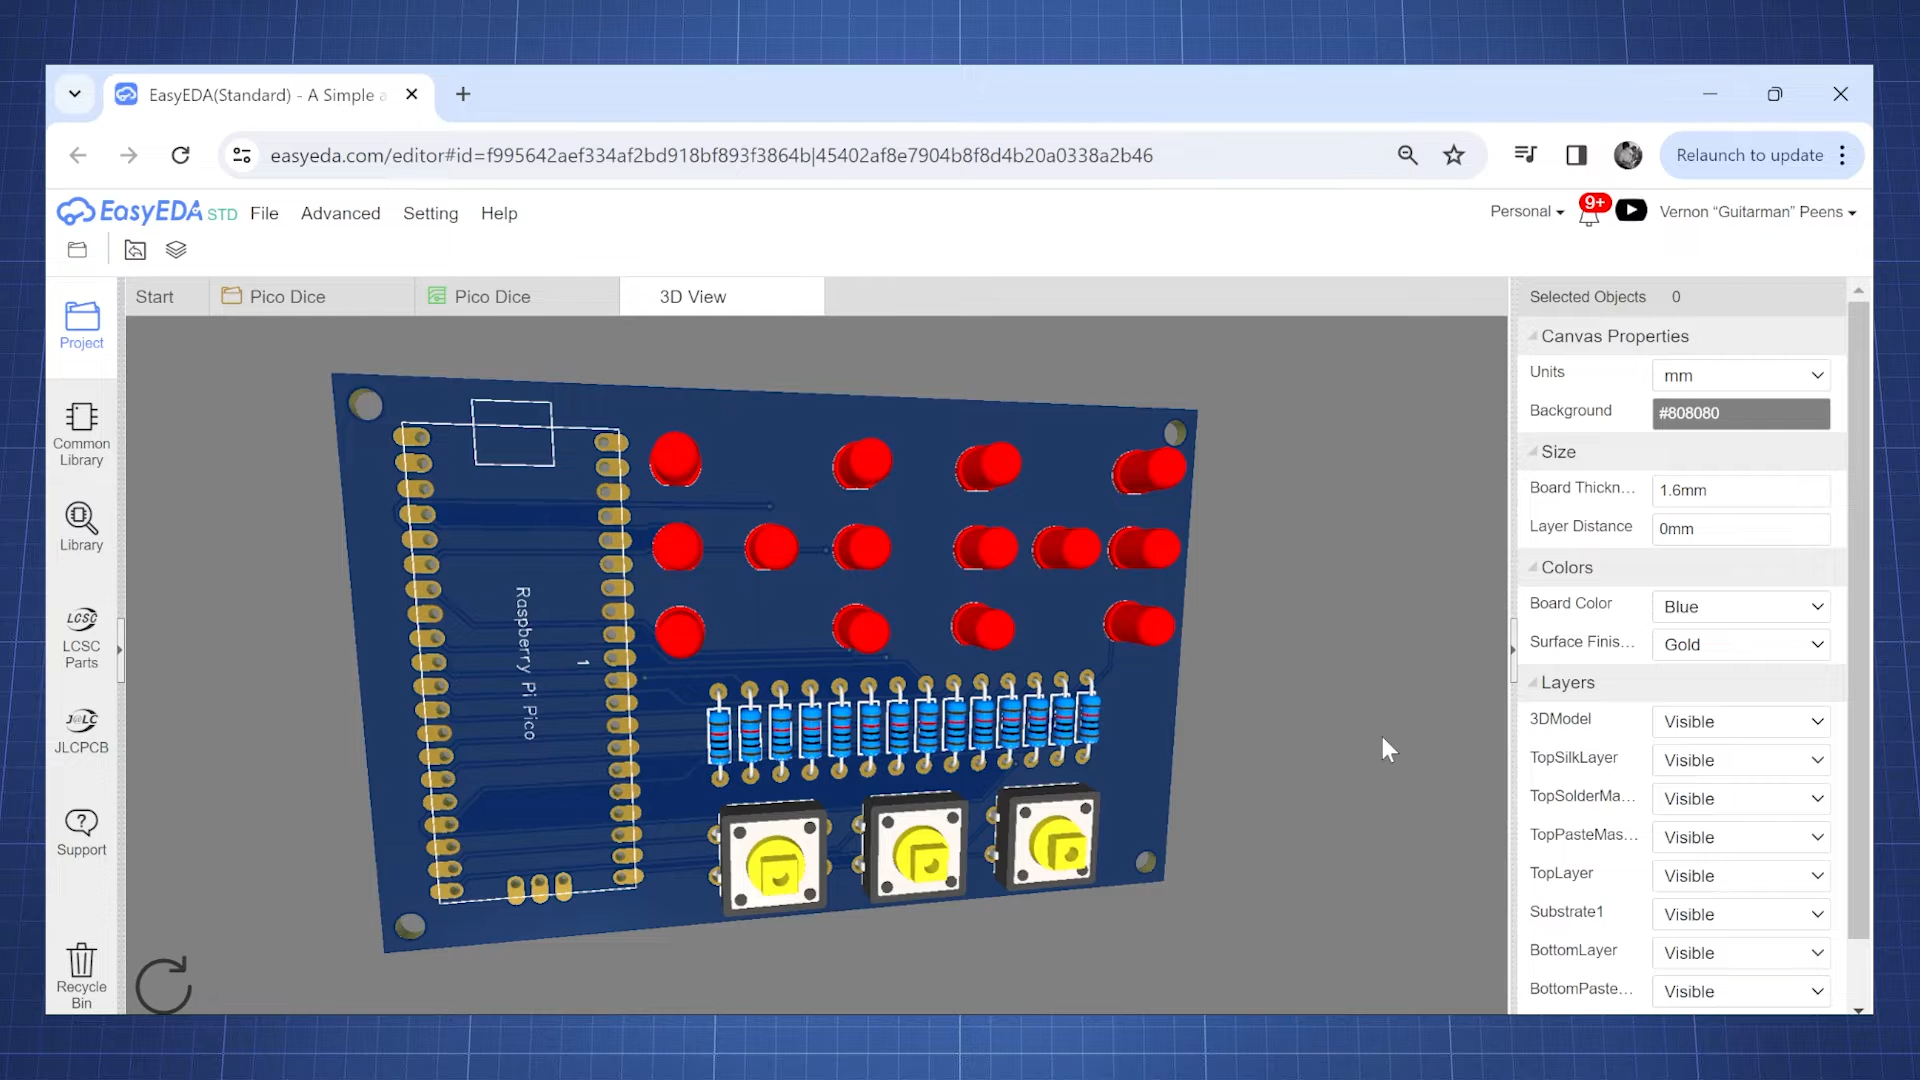 EasyEDA(Standard) - A Simple a
easyeda.com/editor#id=f995642aef334af2bd918bf893f3864b|45402af8e7904b8f8d4b20a0338a2b46
Relaunch to update
EasyEDA STD File Advanced Setting Help
Personal 9+ Vernon “Guitarman” Peens
Start Pico Dice Pico Dice 3D View
Project
Common
Library
Library
LCSC
LCSC
Parts
J@LC
JLCPCB
Support
Recycle
Bin
Raspberry Pi Pico
1
Selected Objects 0
Canvas Properties
Units mm
Background #808080
Size
Board Thickn... 1.6mm
Layer Distance 0mm
Colors
Board Color Blue
Surface Finis... Gold
Layers
3DModel Visible
TopSilkLayer Visible
TopSolderMa... Visible
TopPasteMas... Visible
TopLayer Visible
Substrate1 Visible
BottomLayer Visible
BottomPaste... Visible